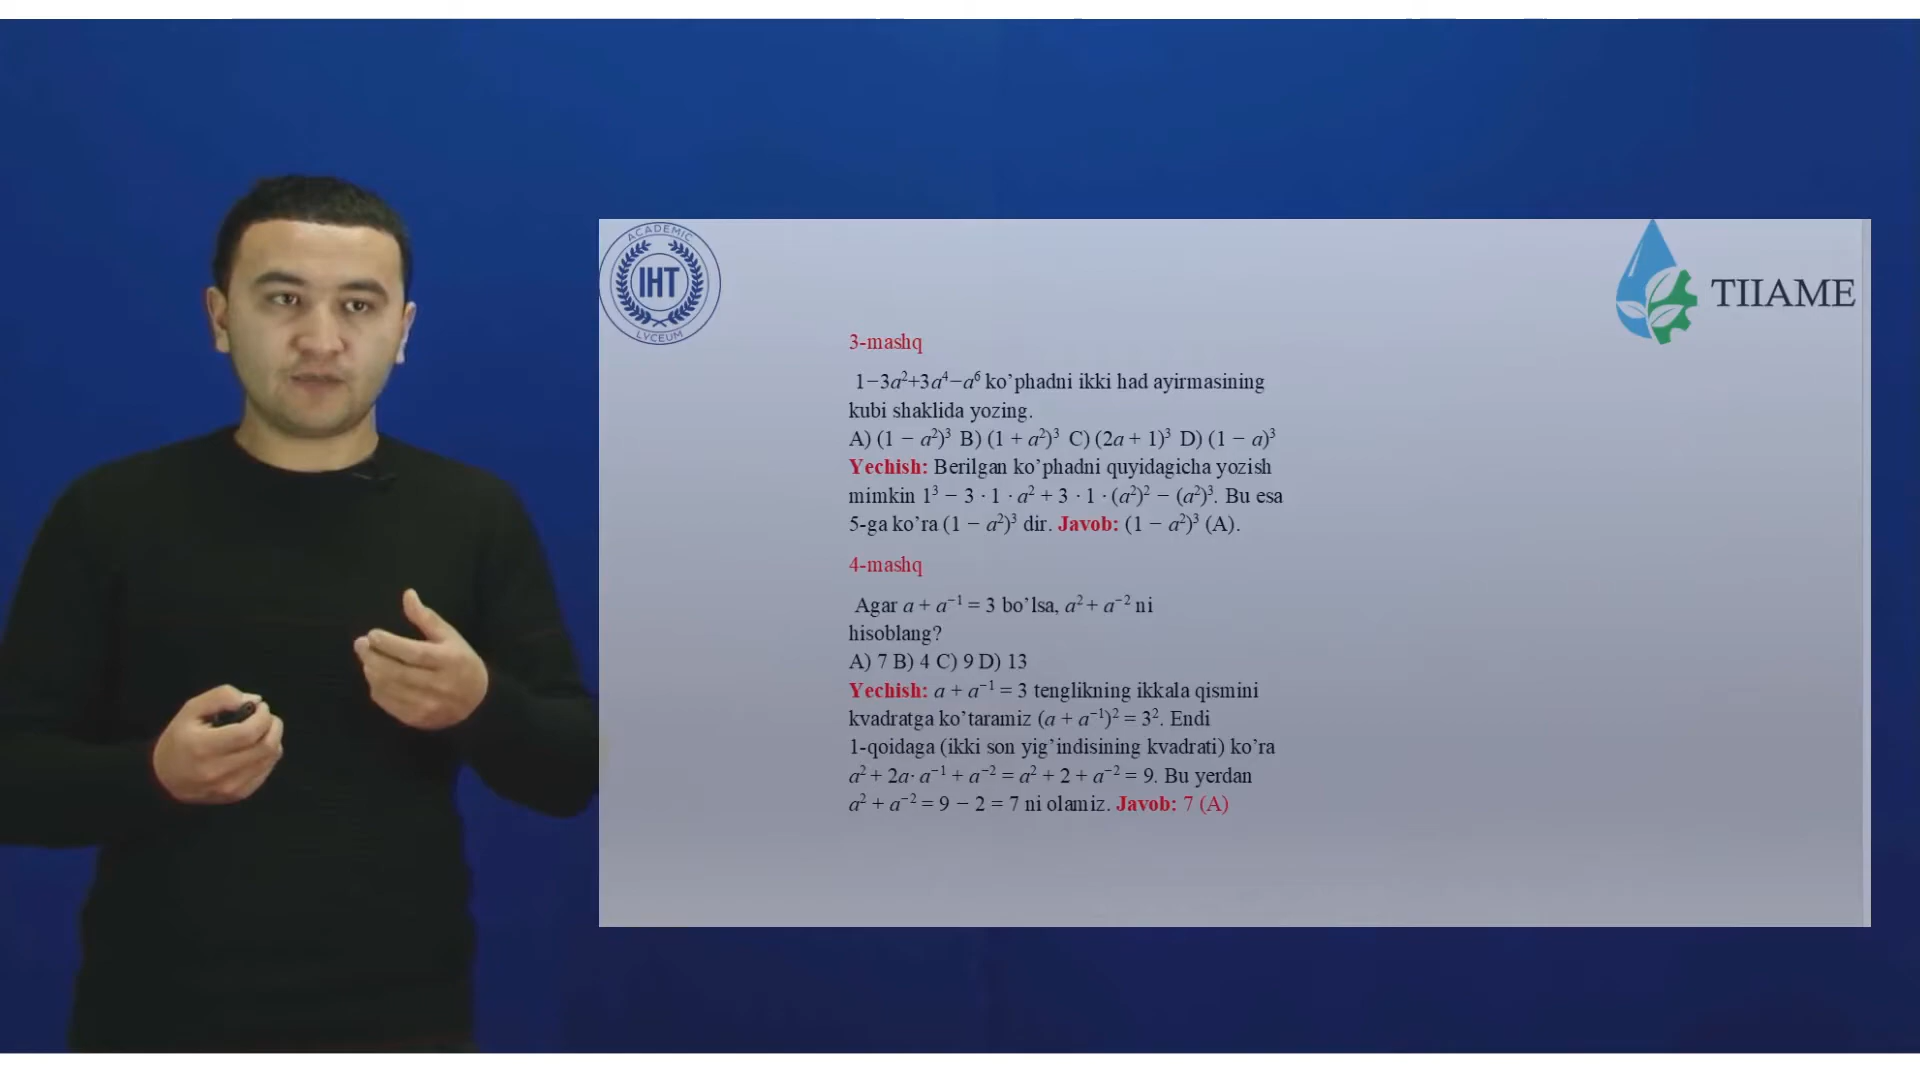 ACADEMIC
IHT
LYCEUM
TIIAME
3-mashq
1−3a²+3a⁴−a⁶ ko’phadni ikki had ayirmasining
kubi shaklida yozing.
A) (1 − a²)³ B) (1 + a²)³ C) (2a + 1)³ D) (1 − a)³
Yechish: Berilgan ko’phadni quyidagicha yozish
mimkin 1³ − 3 · 1 · a² + 3 · 1 · (a²)² − (a²)³. Bu esa
5-ga ko’ra (1 − a²)³ dir. Javob: (1 − a²)³ (A).
4-mashq
Agar a + a⁻¹ = 3 bo’lsa, a² + a⁻² ni
hisoblang?
A) 7 B) 4 C) 9 D) 13
Yechish: a + a⁻¹ = 3 tenglikning ikkala qismini
kvadratga ko’taramiz (a + a⁻¹)² = 3². Endi
1-qoidaga (ikki son yig’indisining kvadrati) ko’ra
a² + 2a· a⁻¹ + a⁻² = a² + 2 + a⁻² = 9. Bu yerdan
a² + a⁻² = 9 − 2 = 7 ni olamiz. Javob: 7 (A)